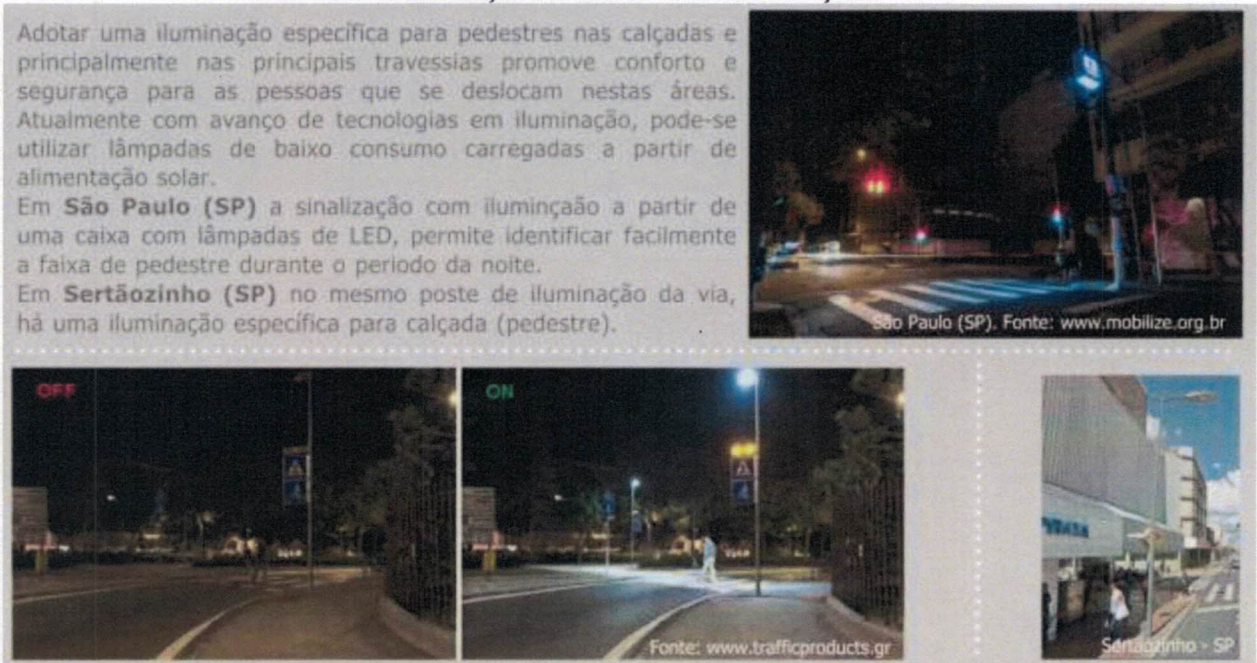 Adotar uma iluminação específica para pedestres nas calçadas e
principalmente nas principais travessias promove conforto e
segurança para as pessoas que se deslocam nestas áreas.
Atualmente com avanço de tecnologias em iluminação, pode-se
utilizar lâmpadas de baixo consumo carregadas a partir de
alimentação solar.
Em São Paulo (SP) a sinalização com iluminçaão a partir de
uma caixa com lâmpadas de LED, permite identificar facilmente
a faixa de pedestre durante o periodo da noite.
Em Sertãozinho (SP) no mesmo poste de iluminação da via,
há uma iluminação específica para calçada (pedestre).
São Paulo (SP). Fonte: www.mobilize.org.br
OFF
ON
Fonte: www.trafficproducts.gr
Sertãozinho - SP